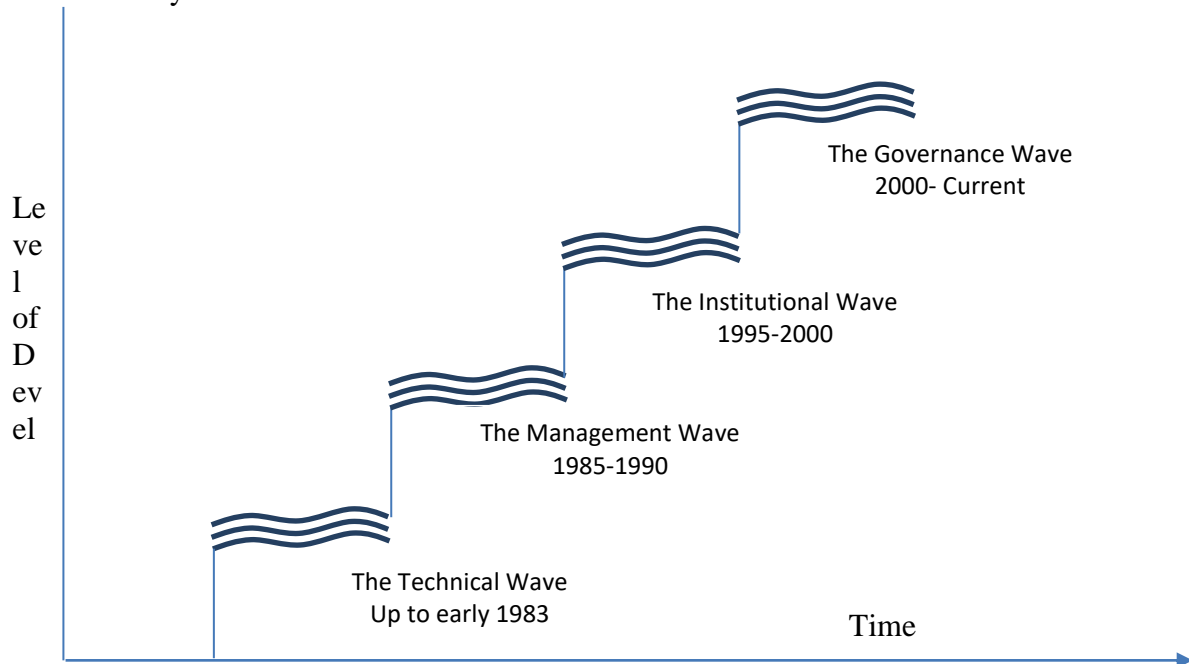 The Governance Wave
2000- Current
Le
ve
l
of
D
ev
el
The Institutional Wave
1995-2000
The Management Wave
1985-1990
The Technical Wave
Up to early 1983
Time